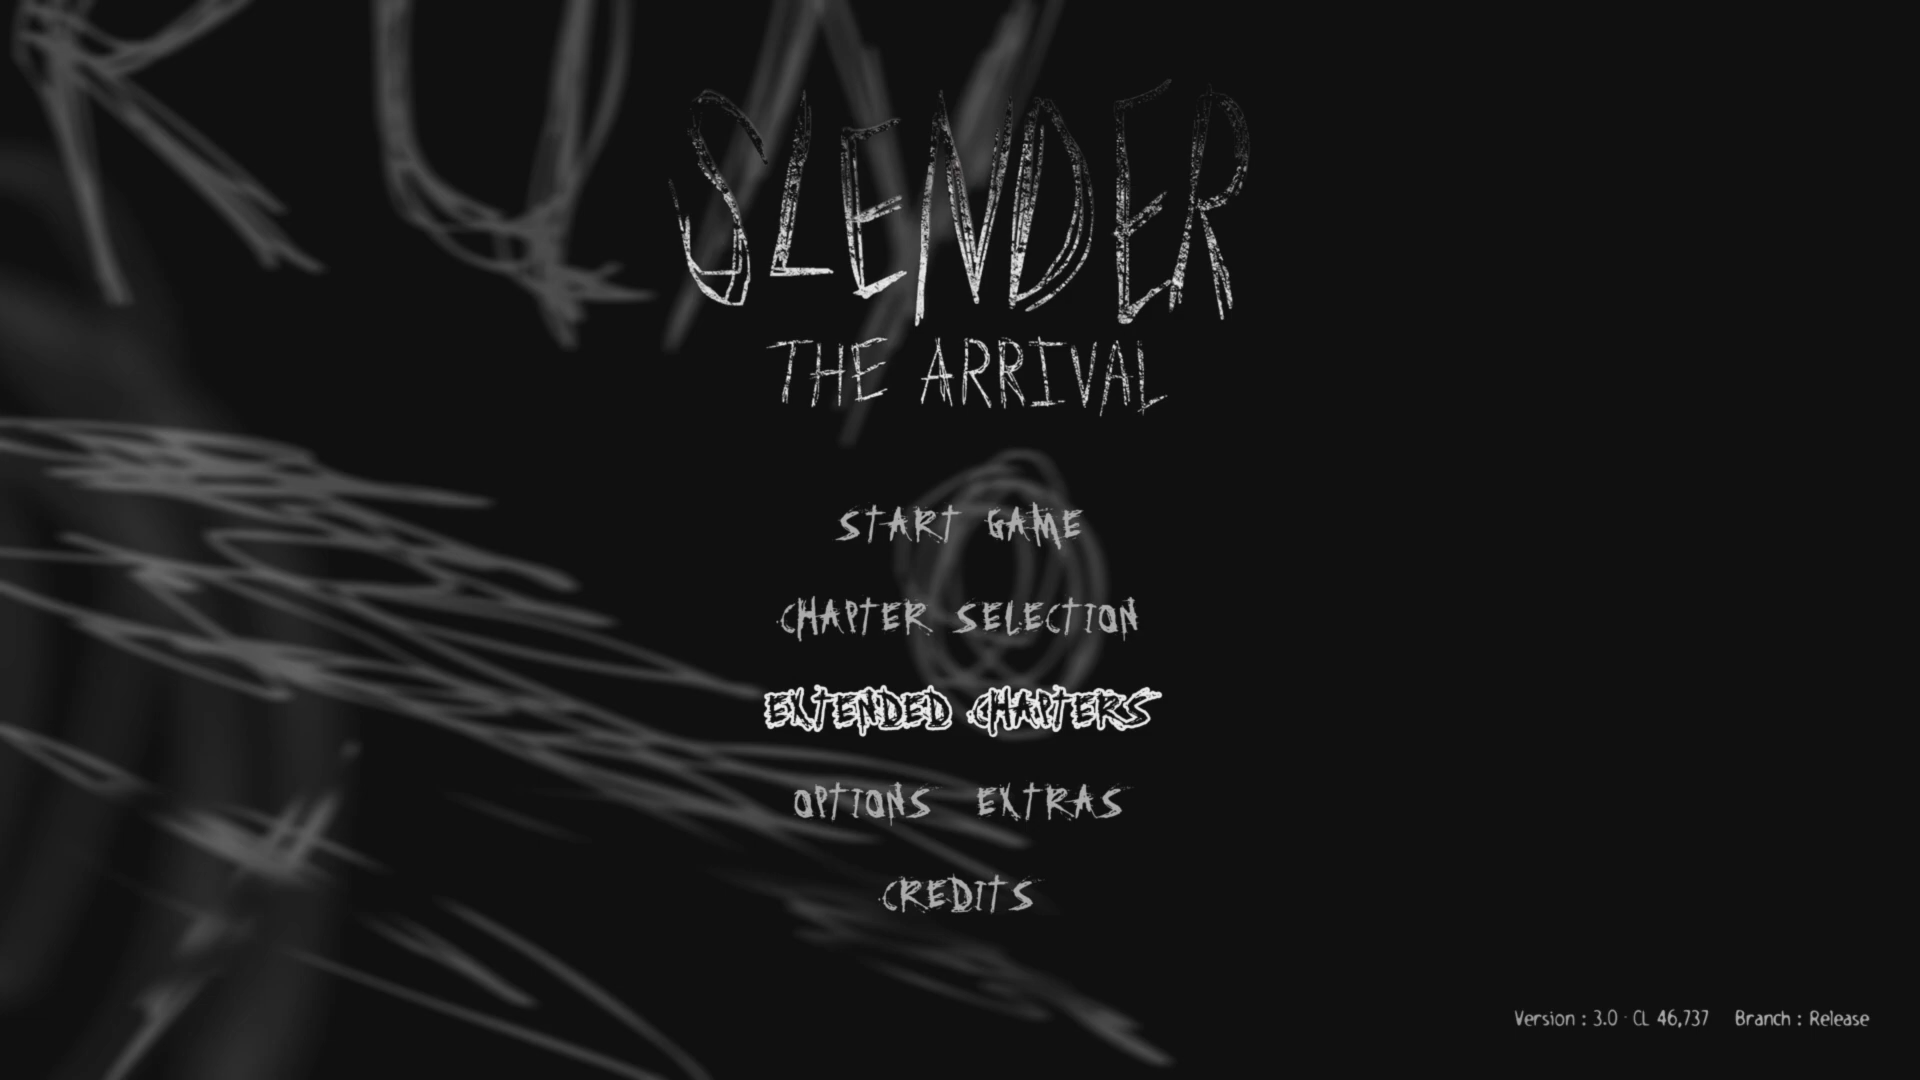 RUN
SLENDER
THE ARRIVAL
START GAME
CHAPTER SELECTION
EXTENDED CHAPTERS
OPTIONS EXTRAS
CREDITS
Version : 3.0 · CL 46,737 Branch : Release